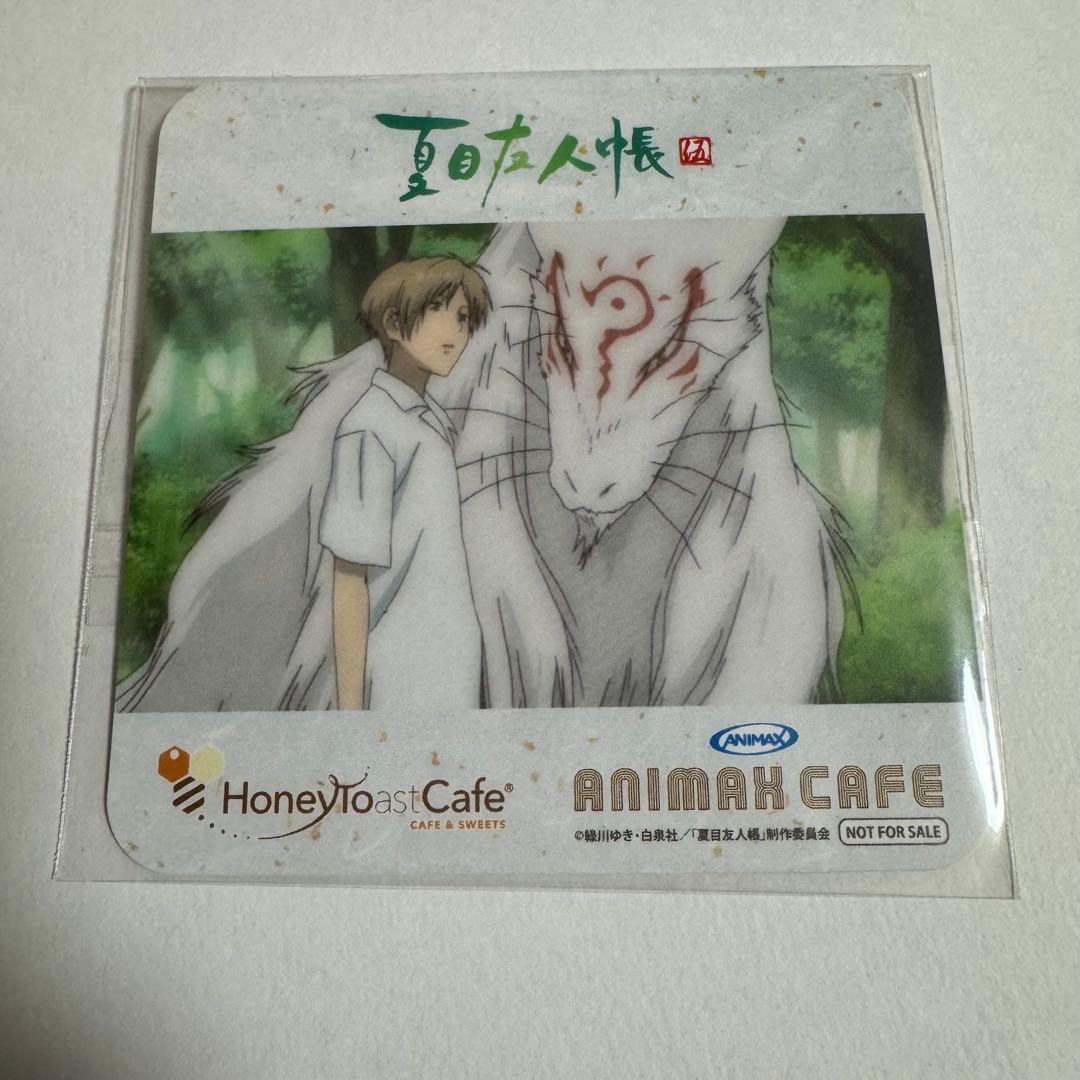 夏目友人帳 伍
HoneyToastCafe®
CAFE & SWEETS
ANIMAX
ANIMAX CAFE
©緑川ゆき・白泉社／「夏目友人帳」制作委員会 NOT FOR SALE